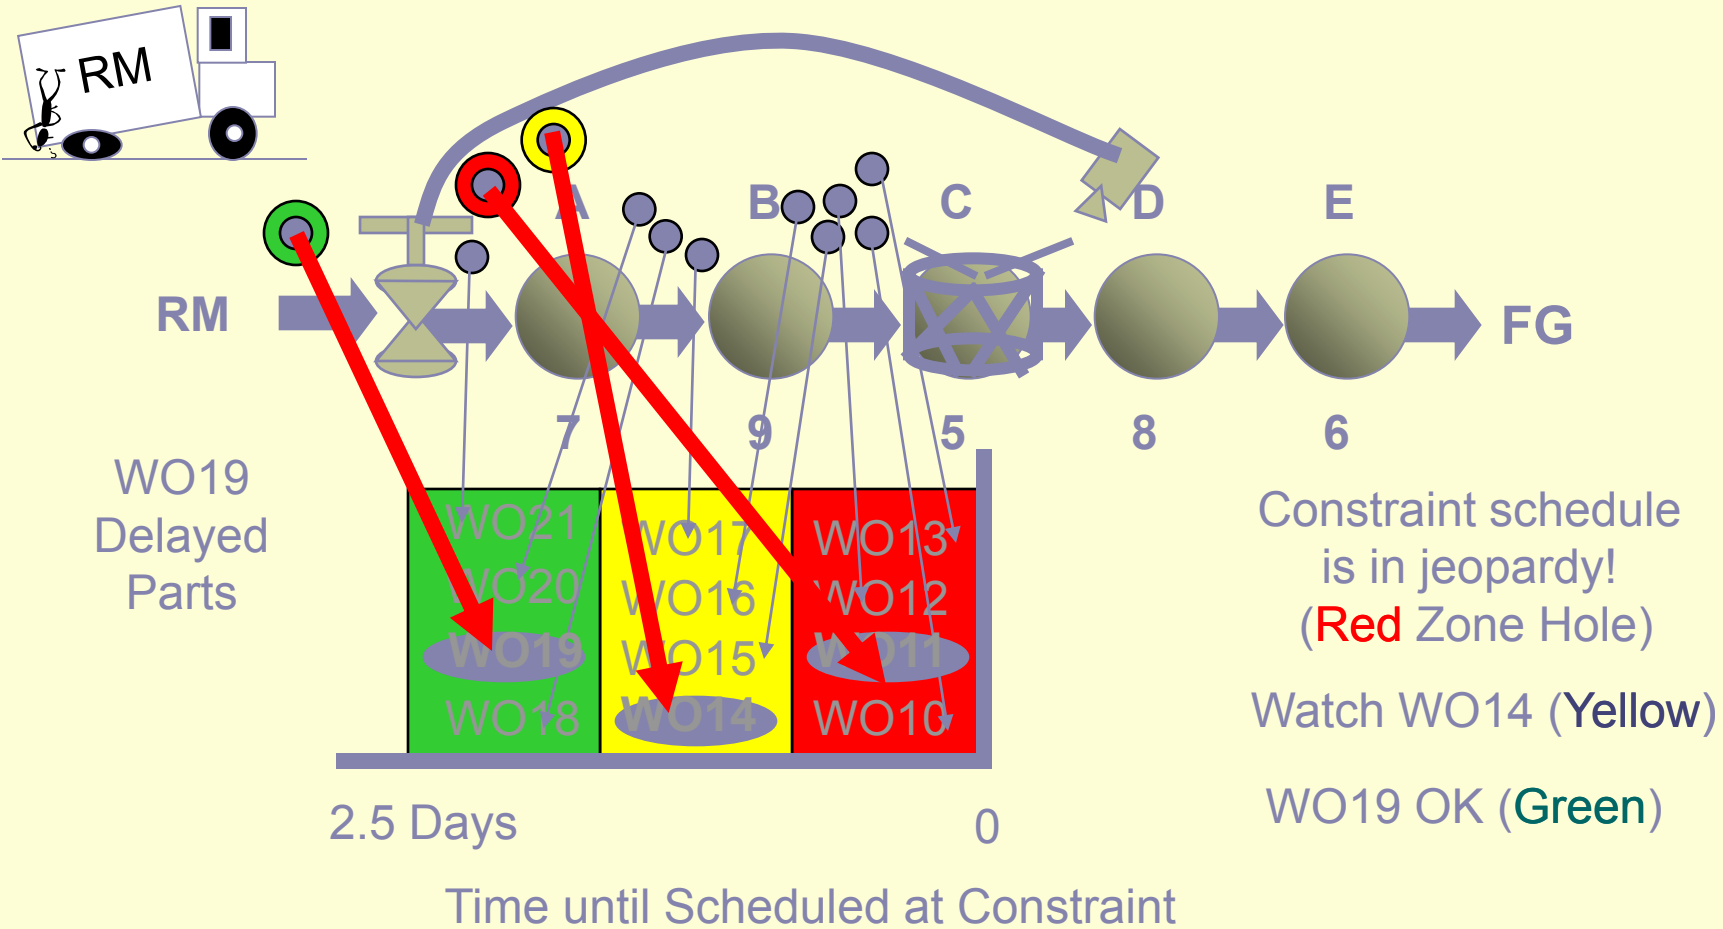 RM
A
B
C
D
E
RM
FG
7
9
5
8
6
WO19
Delayed
Parts
WO21
WO20
WO19
WO18
WO17
WO16
WO15
WO14
WO13
WO12
WO11
WO10
Constraint schedule
is in jeopardy!
(Red Zone Hole)
Watch WO14 (Yellow)
WO19 OK (Green)
2.5 Days
0
Time until Scheduled at Constraint